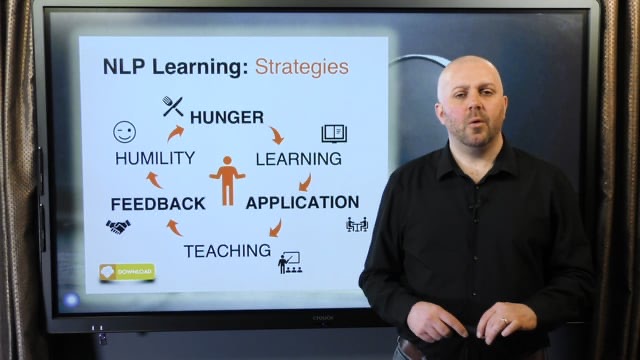 NLP Learning: Strategies
HUNGER
HUMILITY
LEARNING
FEEDBACK
APPLICATION
TEACHING
DOWNLOAD